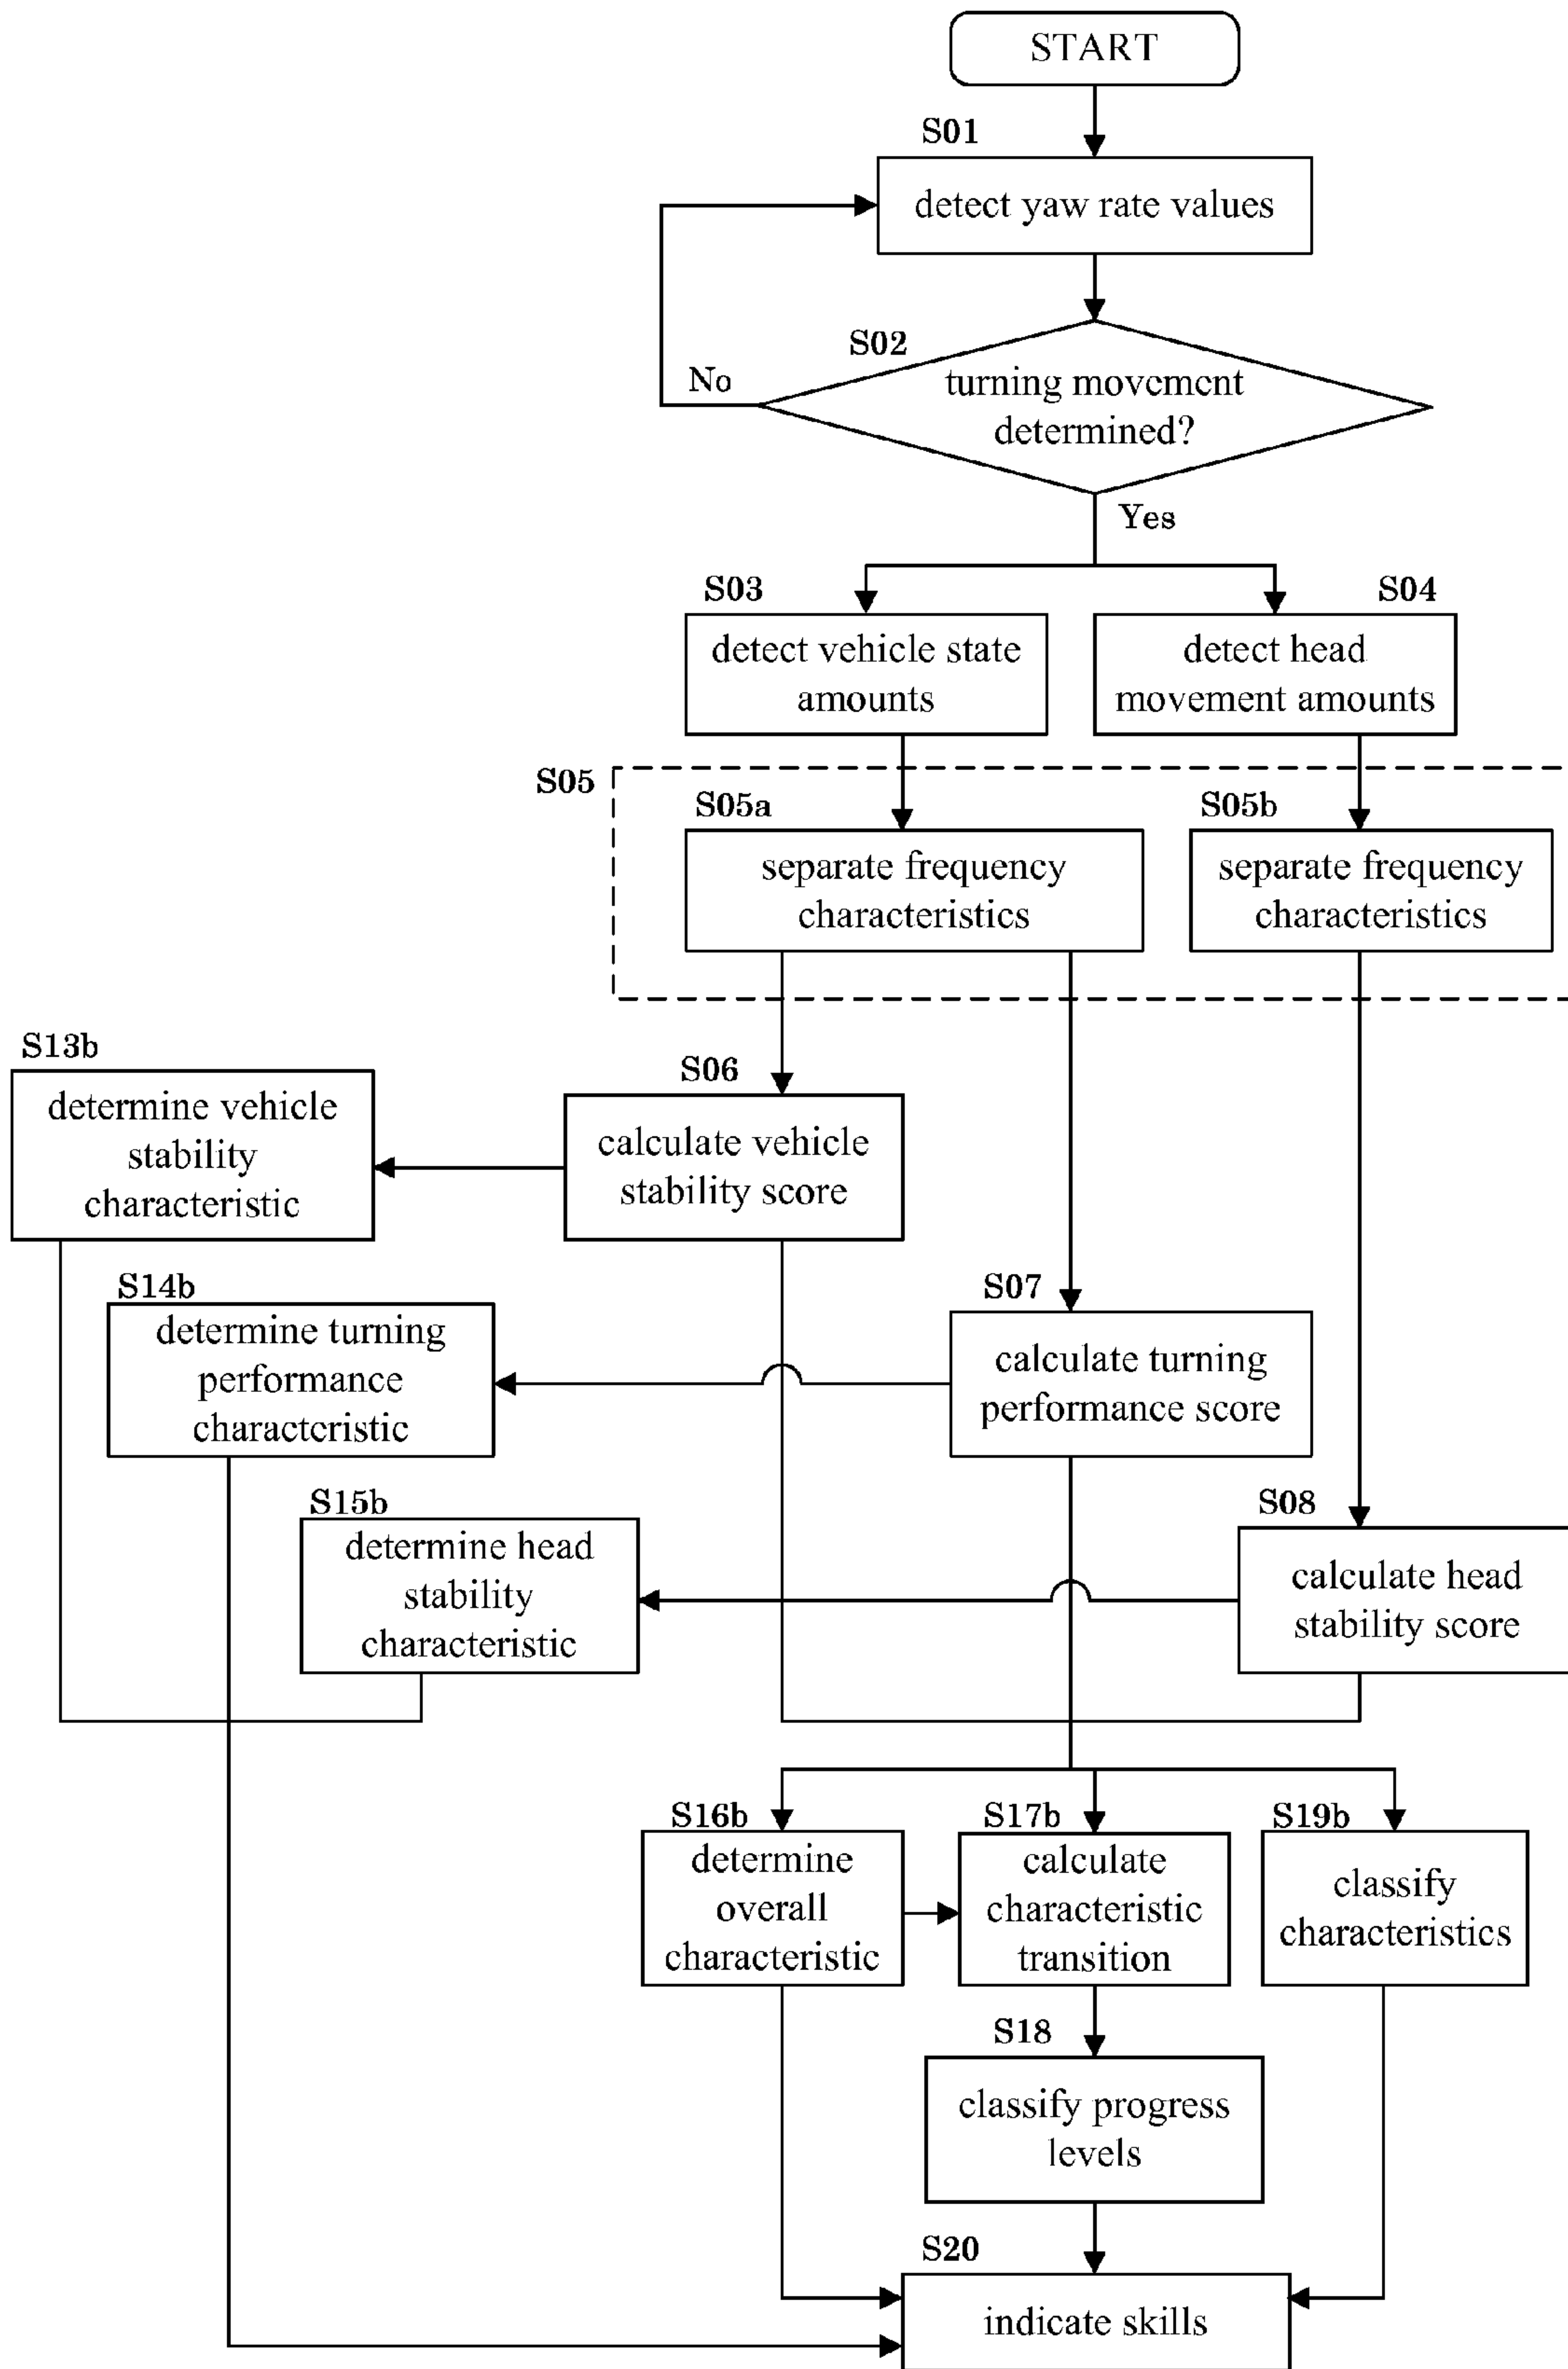 START
S01
detect yaw rate values
S02
No
turning movement
determined?
Yes
S03
detect vehicle state
amounts
S04
detect head
movement amounts
S05
S05a
separate frequency
characteristics
S05b
separate frequency
characteristics
S13b
determine vehicle
stability
characteristic
S06
calculate vehicle
stability score
S14b
determine turning
performance
characteristic
S07
calculate turning
performance score
S15b
determine head
stability
characteristic
S08
calculate head
stability score
S16b
determine
overall
characteristic
S17b
calculate
characteristic
transition
S19b
classify
characteristics
S18
classify progress
levels
S20
indicate skills